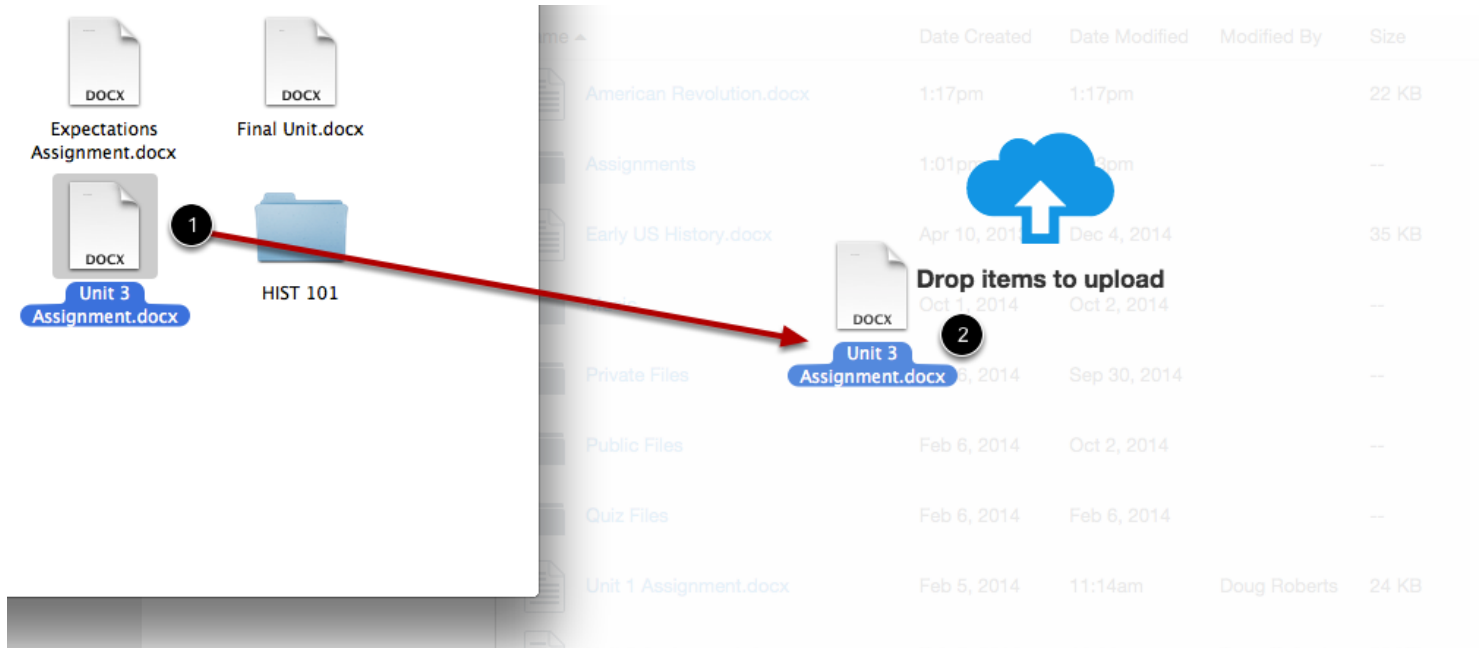 DOCX
DOCX
Expectations
Assignment.docx
Final Unit.docx
DOCX
1
Unit 3
Assignment.docx
HIST 101
Date Created Date Modified Modified By Size
American Revolution.docx 1:17pm 1:17pm 22 KB
Assignments --
Early US History.docx Apr 10, Dec 4, 2014 35 KB
Drop items to upload
Oct 1, 2014 Oct 2, 2014 --
DOCX
2
Unit 3
Assignment.docx
Private Files 2014 Sep 30, 2014 --
Public Files Feb 6, 2014 Oct 2, 2014 --
Quiz Files Feb 6, 2014 Feb 6, 2014 --
Unit 1 Assignment.docx Feb 5, 2014 11:14am Doug Roberts 24 KB